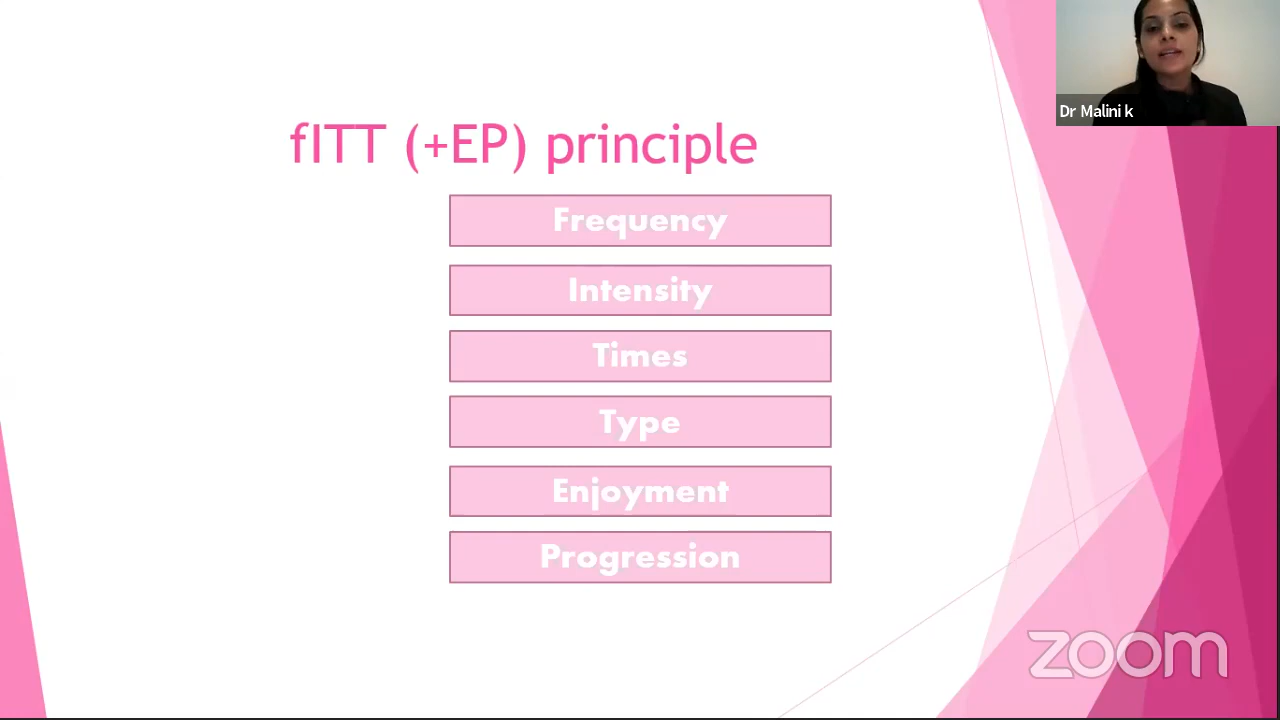 Dr Malini k
fITT (+EP) principle
Frequency
Intensity
Times
Type
Enjoyment
Progression
zoom